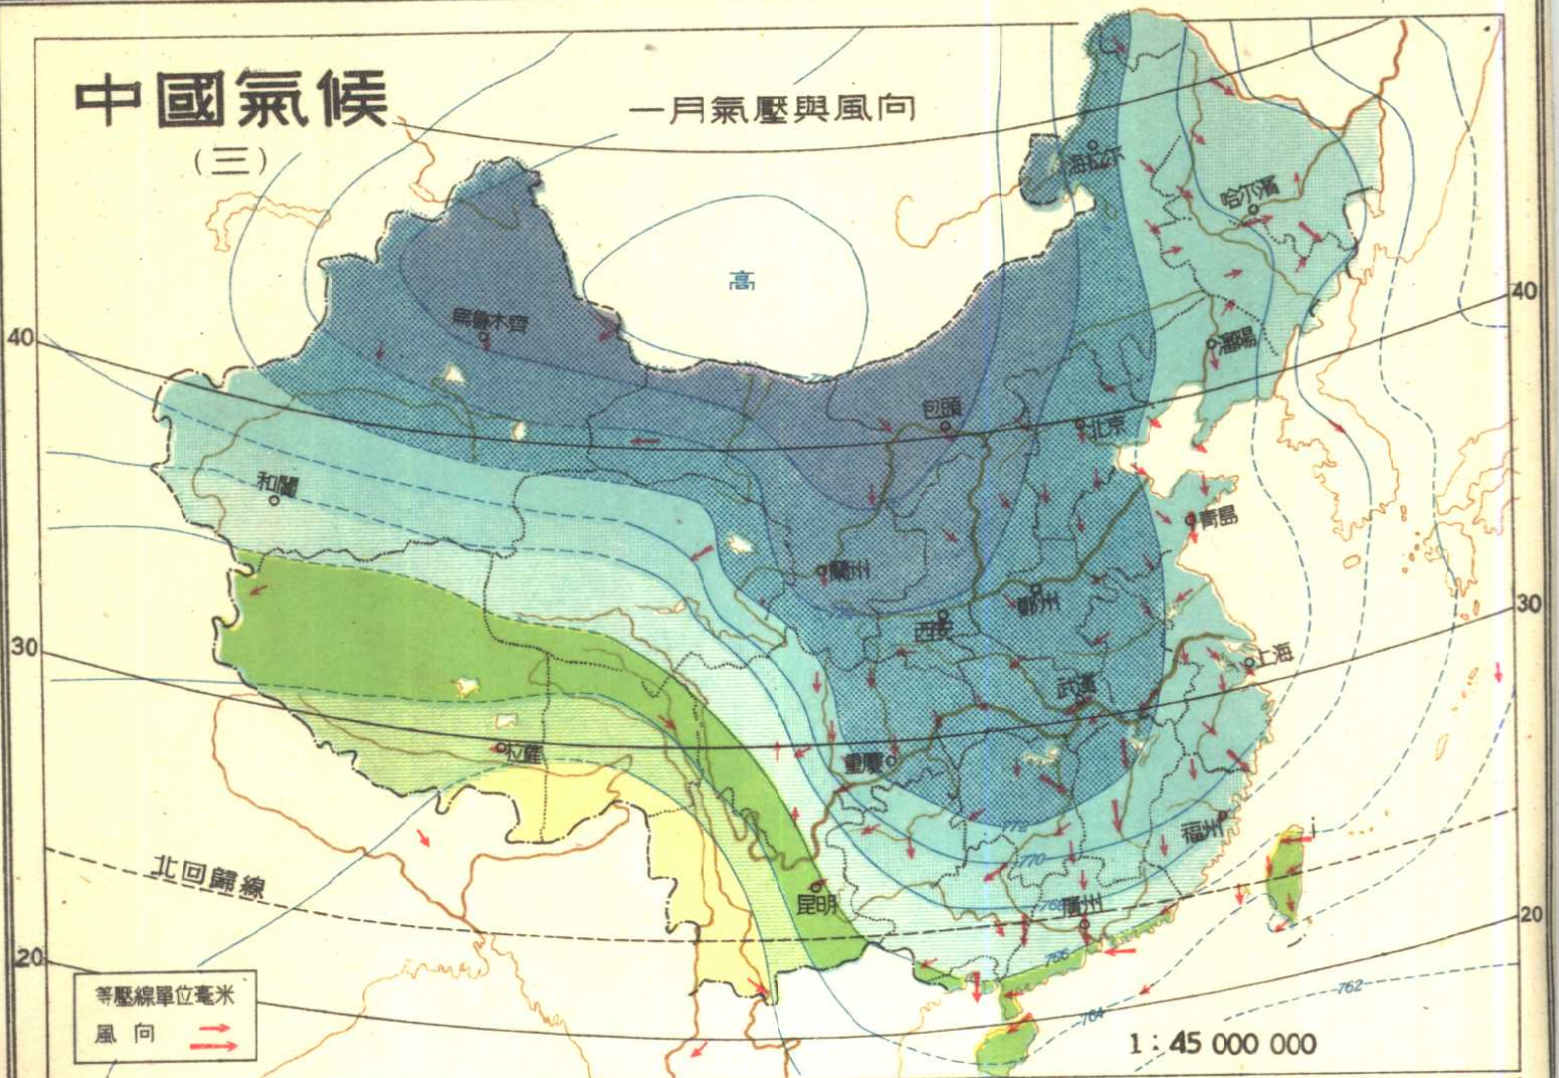 中國氣候
(三)
一月氣壓與風向
高
海拉尔
哈尔濱
烏魯木齊
瀋陽
包頭
北京
和闐
青島
蘭州
鄭州
西安
上海
武漢
重慶
拉薩
福州
昆明
廣州
北回歸線
40
40
30
30
20
20
772
770
768
766
764
762
等壓線單位毫米
風向
1:45 000 000